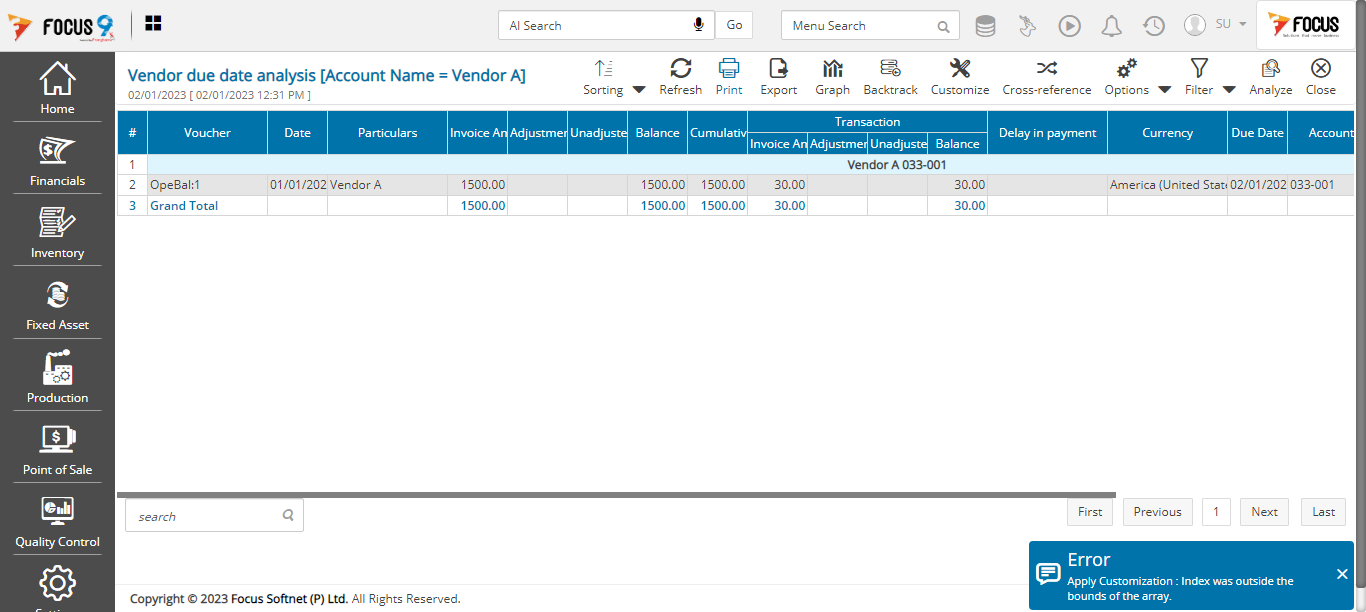 FOCUS 9
AI Search
Go
Menu Search
SU
FOCUS
Home
Financials
Inventory
Fixed Asset
Production
Point of Sale
Quality Control
Vendor due date analysis [Account Name = Vendor A]
02/01/2023 [ 02/01/2023 12:31 PM ]
Sorting Refresh Print Export Graph Backtrack Customize Cross-reference Options Filter Analyze Close
# Voucher Date Particulars Invoice An Adjustmer Unadjuste Balance Cumulativ Transaction Delay in payment Currency Due Date Account
Invoice An Adjustmer Unadjuste Balance
1 Vendor A 033-001
2 OpeBal:1 01/01/202 Vendor A 1500.00 1500.00 1500.00 30.00 30.00 America (United State 02/01/202 033-001
3 Grand Total 1500.00 1500.00 1500.00 30.00 30.00
search
First Previous 1 Next Last
Error
Apply Customization : Index was outside the
bounds of the array.
Copyright © 2023 Focus Softnet (P) Ltd. All Rights Reserved.